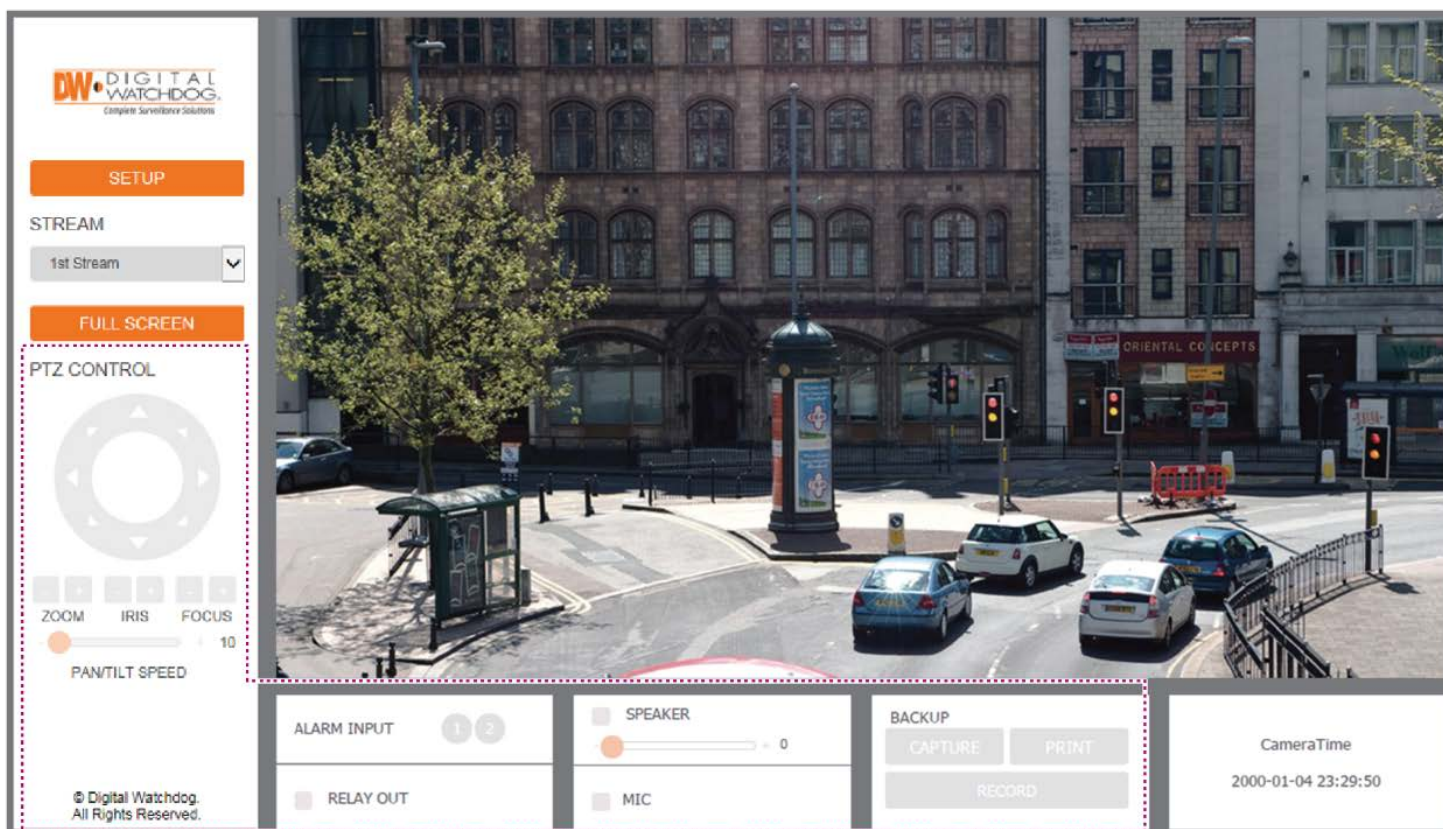 DW DIGITAL
WATCHDOG.
Complete Surveillance Solutions
SETUP
STREAM
1st Stream
FULL SCREEN
PTZ CONTROL
- + - + - +
ZOOM IRIS FOCUS
- + 10
PAN/TILT SPEED
© Digital Watchdog.
All Rights Reserved.
ORIENTAL CONCEPTS
ALARM INPUT 1 2
RELAY OUT
SPEAKER
- + 0
MIC
BACKUP
CAPTURE PRINT
RECORD
CameraTime
2000-01-04 23:29:50